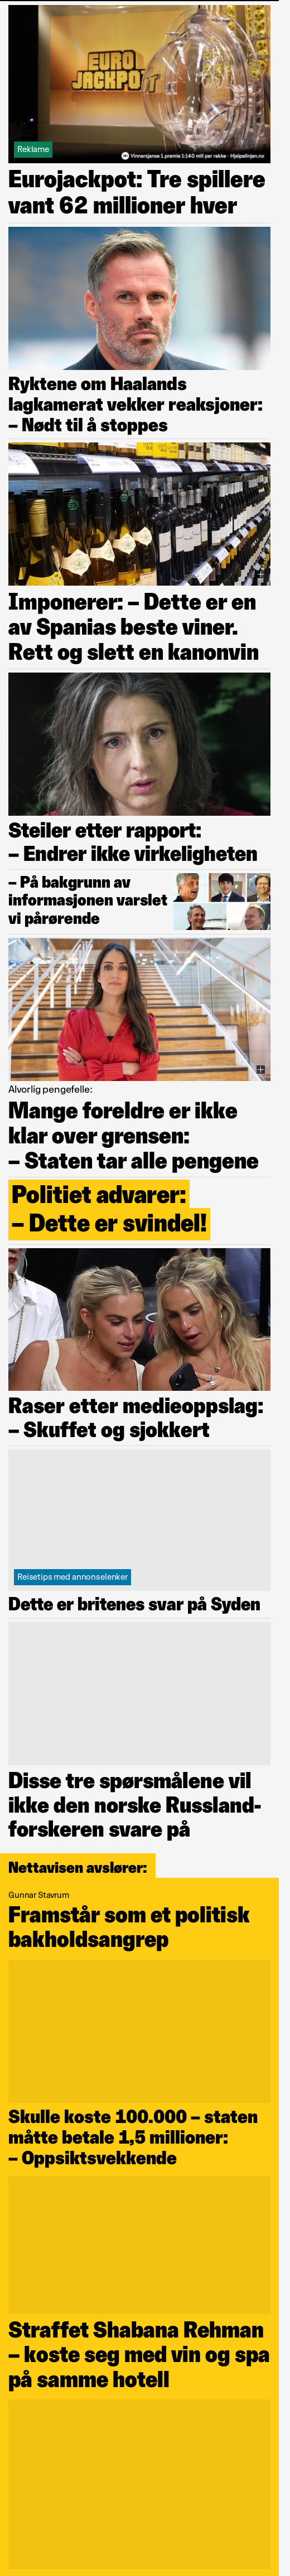 EURO
JACKPOT
Reklame
Vinnersjanse 1.premie 1:140 mill per rekke - Hjelpelinjen.no
Eurojackpot: Tre spillere
vant 62 millioner hver
Ryktene om Haalands
lagkamerat vekker reaksjoner:
– Nødt til å stoppes
Imponerer: – Dette er en
av Spanias beste viner.
Rett og slett en kanonvin
Steiler etter rapport:
– Endrer ikke virkeligheten
– På bakgrunn av
informasjonen varslet
vi pårørende
Alvorlig pengefelle:
Mange foreldre er ikke
klar over grensen:
– Staten tar alle pengene
Politiet advarer:
– Dette er svindel!
Raser etter medieoppslag:
– Skuffet og sjokkert
Reisetips med annonselenker
Dette er britenes svar på Syden
Disse tre spørsmålene vil
ikke den norske Russland-
forskeren svare på
Nettavisen avslører:
Gunnar Stavrum
Framstår som et politisk
bakholdsangrep
Skulle koste 100.000 – staten
måtte betale 1,5 millioner:
– Oppsiktsvekkende
Straffet Shabana Rehman
– koste seg med vin og spa
på samme hotell